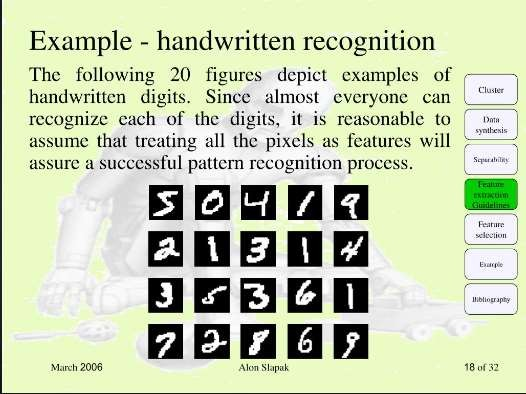 Example - handwritten recognition
The following 20 figures depict examples of
handwritten digits. Since almost everyone can
recognize each of the digits, it is reasonable to
assume that treating all the pixels as features will
assure a successful pattern recognition process.
5 0 4 1 9
2 1 3 1 4
3 5 3 6 1
7 2 8 6 9
Cluster
Data
synthesis
Separability
Feature
extraction
Guidelines
Feature
selection
Example
Bibliography
March 2006
Alon Slapak
18 of 32